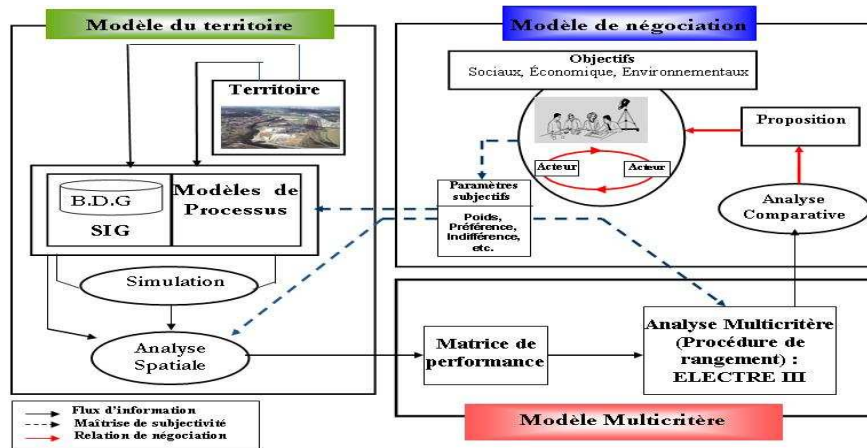 Modèle du territoire
Territoire
B.D.G
SIG
Modèles de
Processus
Simulation
Analyse
Spatiale
Flux d'information
Maîtrise de subjectivité
Relation de négociation
Modèle de négociation
Objectifs
Sociaux, Économique, Environnementaux
Acteur
Acteur
Proposition
Paramètres
subjectifs
Poids,
Préférence,
Indifférence,
etc.
Analyse
Comparative
Matrice de
performance
Analyse Multicritère
(Procédure de
rangement) :
ELECTRE III
Modèle Multicritère